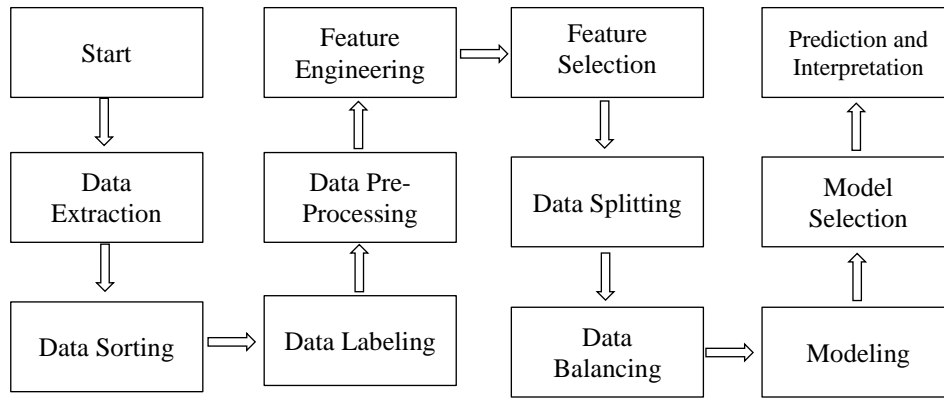 Start
Data
Extraction
Data Sorting
Data Labeling
Data Pre-
Processing
Feature
Engineering
Feature
Selection
Data Splitting
Data
Balancing
Modeling
Model
Selection
Prediction and
Interpretation